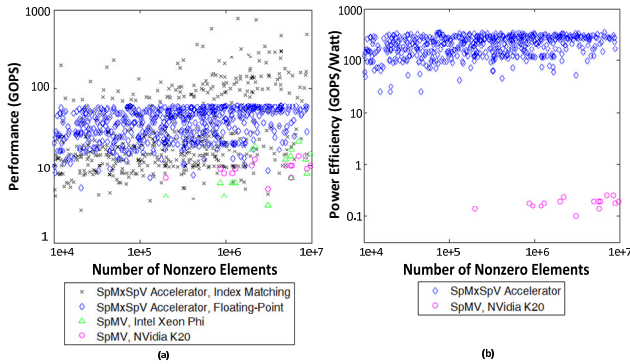 1000
100
10
1
Performance (GOPS)
1e+4 1e+5 1e+6 1e+7
Number of Nonzero Elements
SpMxSpV Accelerator, Index Matching
SpMxSpV Accelerator, Floating-Point
SpMV, Intel Xeon Phi
SpMV, NVidia K20
(a)
1000
100
10
1
0.1
Power Efficiency (GOPS/Watt)
1e+4 1e+5 1e+6 1e+7
Number of Nonzero Elements
SpMxSpV Accelerator
SpMV, NVidia K20
(b)